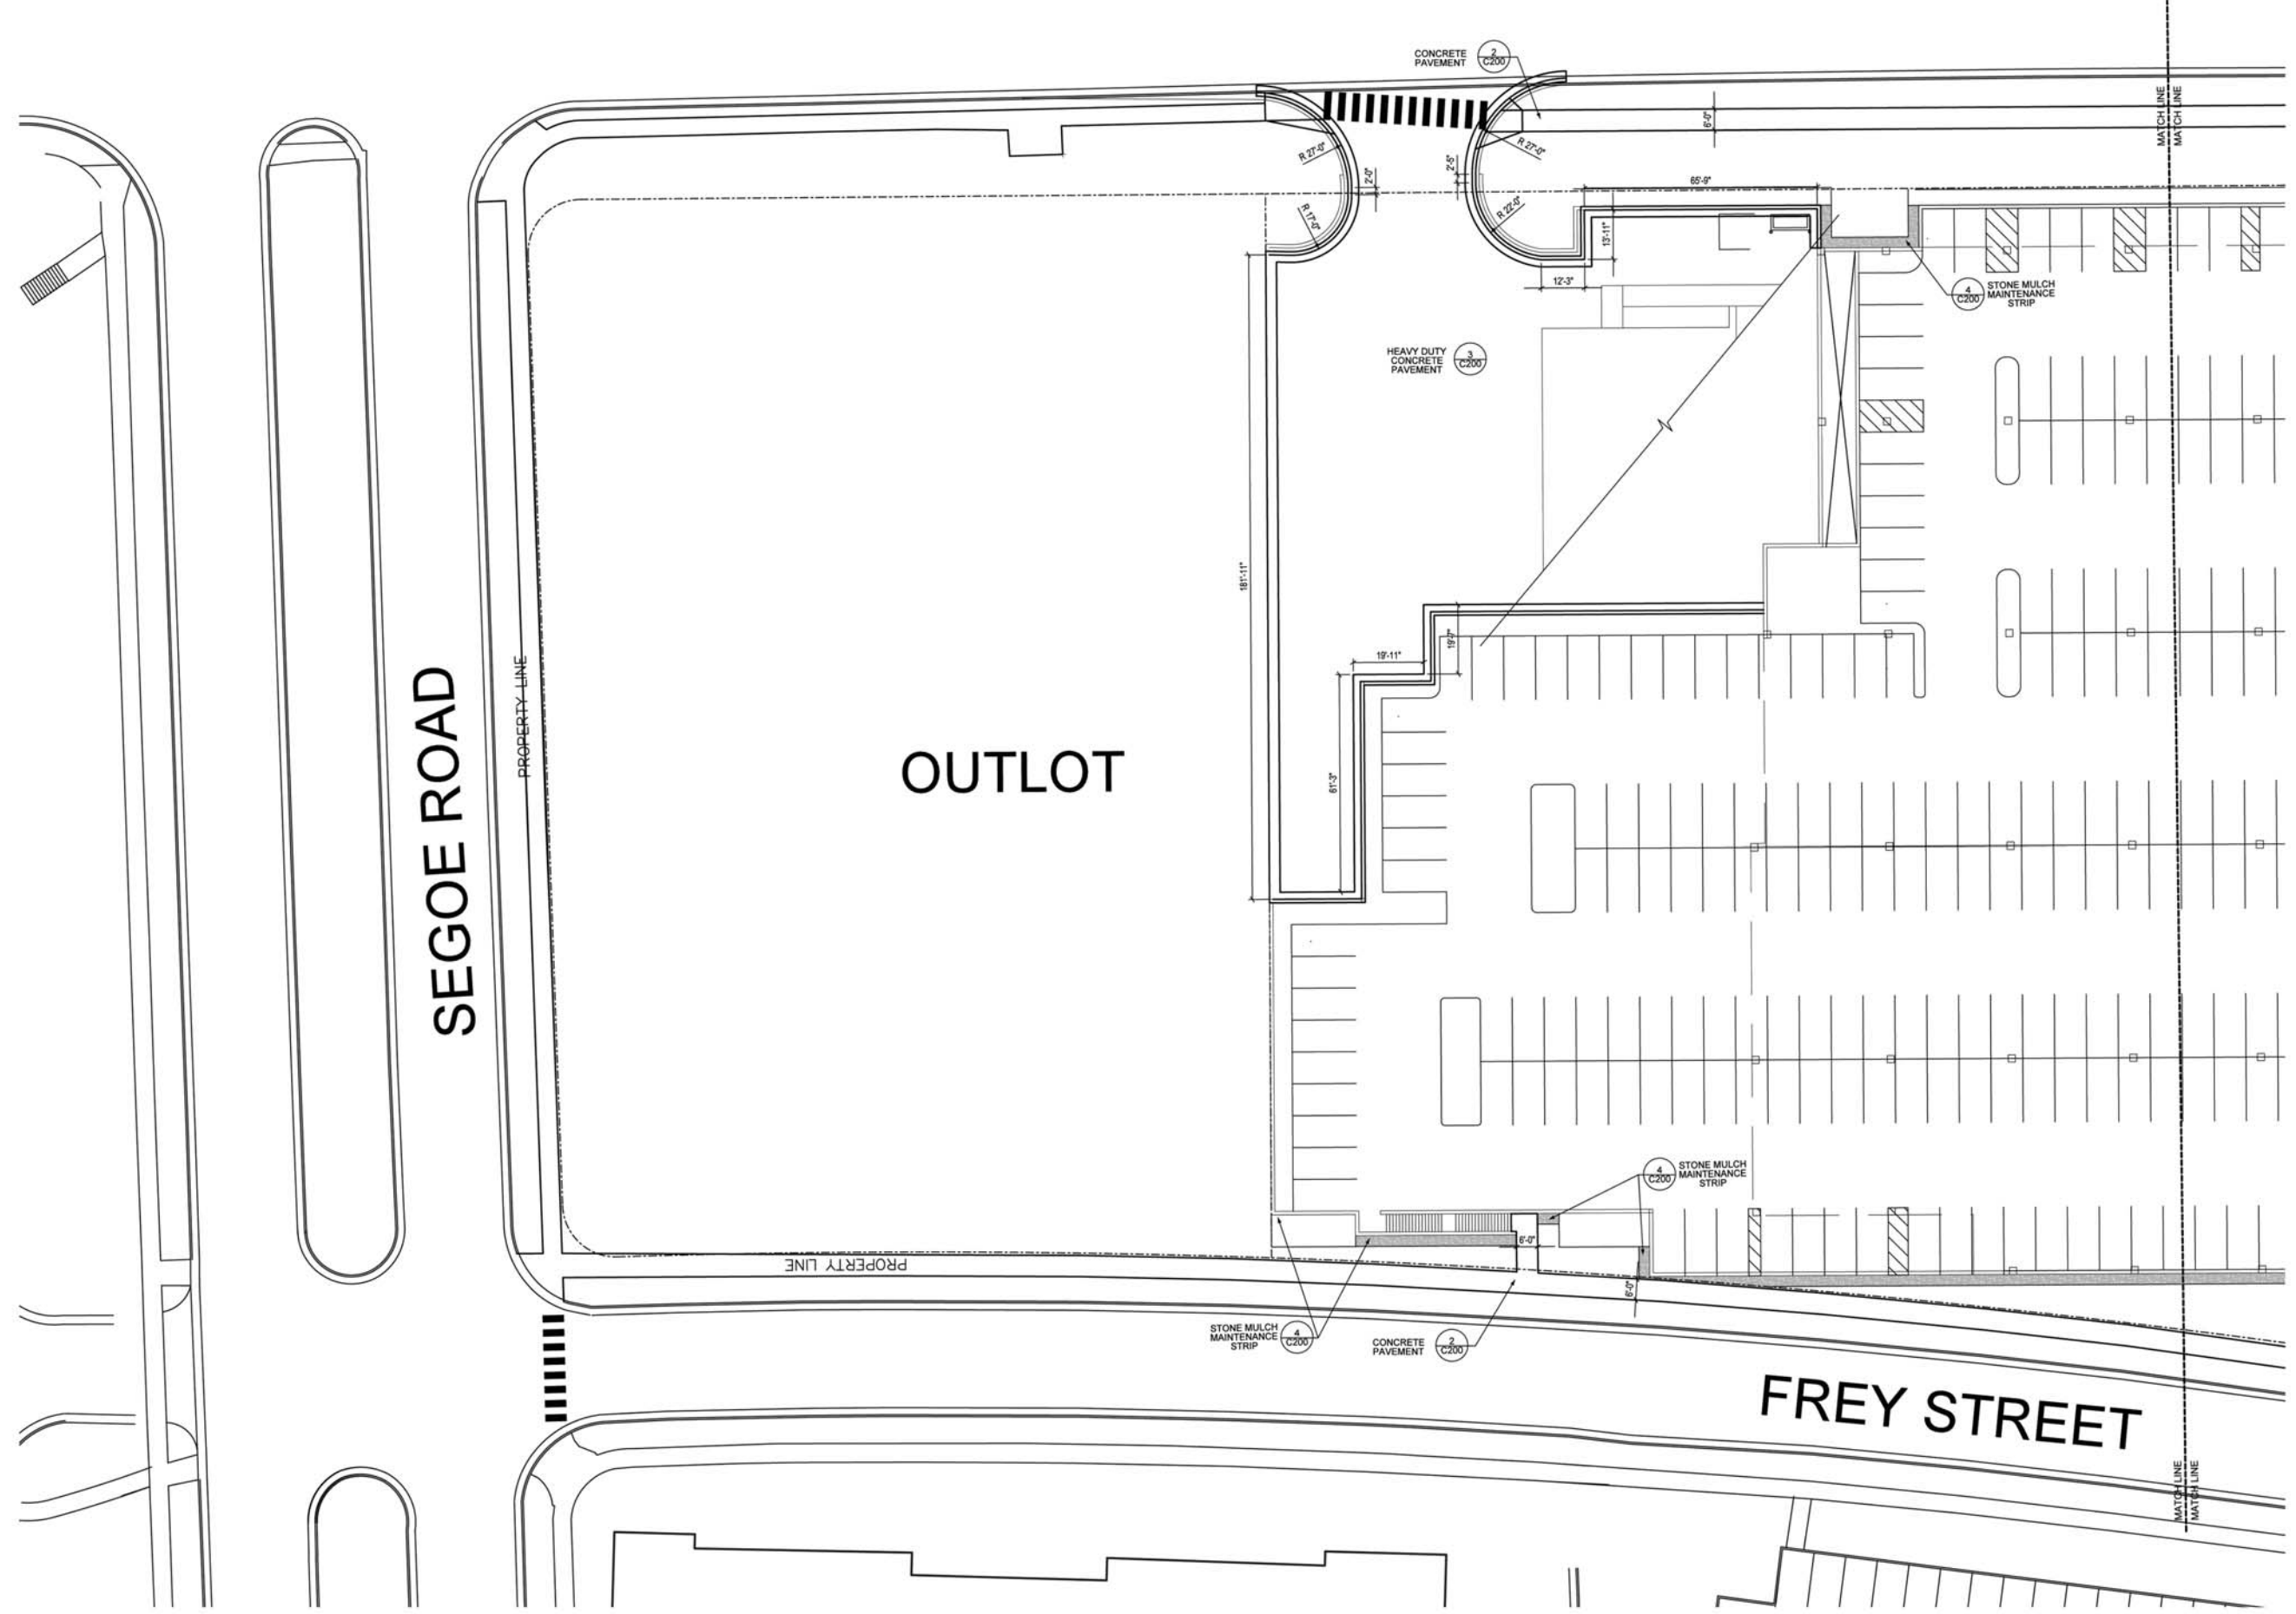 CONCRETE
PAVEMENT
2
C200
MATCH LINE
MATCH LINE
6'-0"
R 27'-0"
R 27'-0"
2'-0"
2'-5"
65'-9"
R 17'-0"
R 22'-0"
13'-11"
12'-3"
4
C200
STONE MULCH
MAINTENANCE
STRIP
HEAVY DUTY
CONCRETE
PAVEMENT
3
C200
181'-11"
19'-7"
19'-11"
61'-3"
PROPERTY LINE
SEGOE ROAD
OUTLOT
4
C200
STONE MULCH
MAINTENANCE
STRIP
6'-0"
PROPERTY LINE
6'-0"
STONE MULCH
MAINTENANCE
STRIP
4
C200
CONCRETE
PAVEMENT
2
C200
FREY STREET
MATCH LINE
MATCH LINE